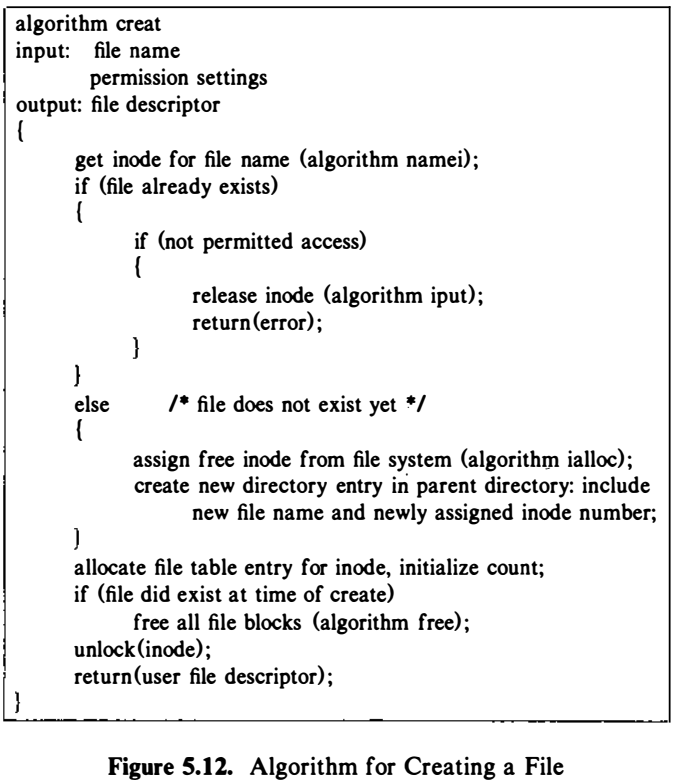 algorithm creat
input: file name
permission settings
output: file descriptor
{
get inode for file name (algorithm namei);
if (file already exists)
{
if (not permitted access)
{
release inode (algorithm iput);
return(error);
}
}
else /* file does not exist yet */
{
assign free inode from file system (algorithm ialloc);
create new directory entry in parent directory: include
new file name and newly assigned inode number;
}
allocate file table entry for inode, initialize count;
if (file did exist at time of create)
free all file blocks (algorithm free);
unlock(inode);
return(user file descriptor);
}
Figure 5.12. Algorithm for Creating a File